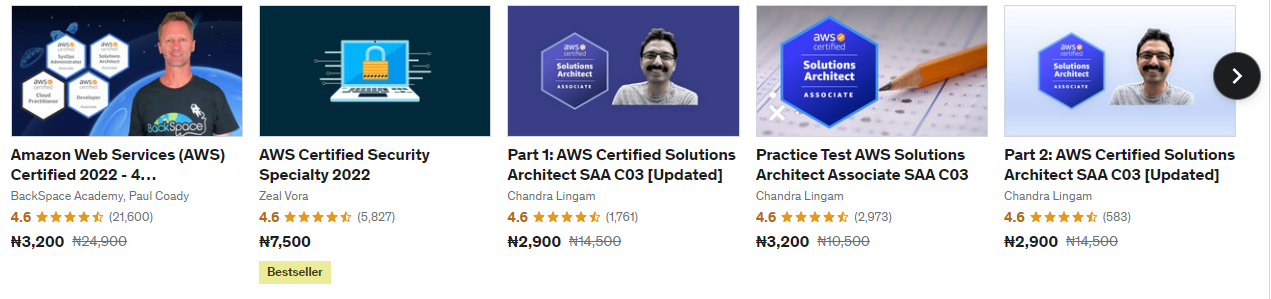 aws
certified
SysOps
Administrator
Associate
aws
certified
Solutions
Architect
Associate
aws
certified
Cloud
Practitioner
aws
certified
Developer
Associate
BackSpace
Amazon Web Services (AWS)
Certified 2022 - 4…
BackSpace Academy, Paul Coady
4.6 (21,600)
₦3,200 ₦24,900
AWS Certified Security
Specialty 2022
Zeal Vora
4.6 (5,827)
₦7,500
Bestseller
aws
certified
Solutions
Architect
ASSOCIATE
Part 1: AWS Certified Solutions
Architect SAA C03 [Updated]
Chandra Lingam
4.6 (1,761)
₦2,900 ₦14,500
aws
certified
Solutions
Architect
ASSOCIATE
Practice Test AWS Solutions
Architect Associate SAA C03
Chandra Lingam
4.6 (2,973)
₦3,200 ₦10,500
aws
certified
Solutions
Architect
ASSOCIATE
Part 2: AWS Certified Solutions
Architect SAA C03 [Updated]
Chandra Lingam
4.6 (583)
₦2,900 ₦14,500